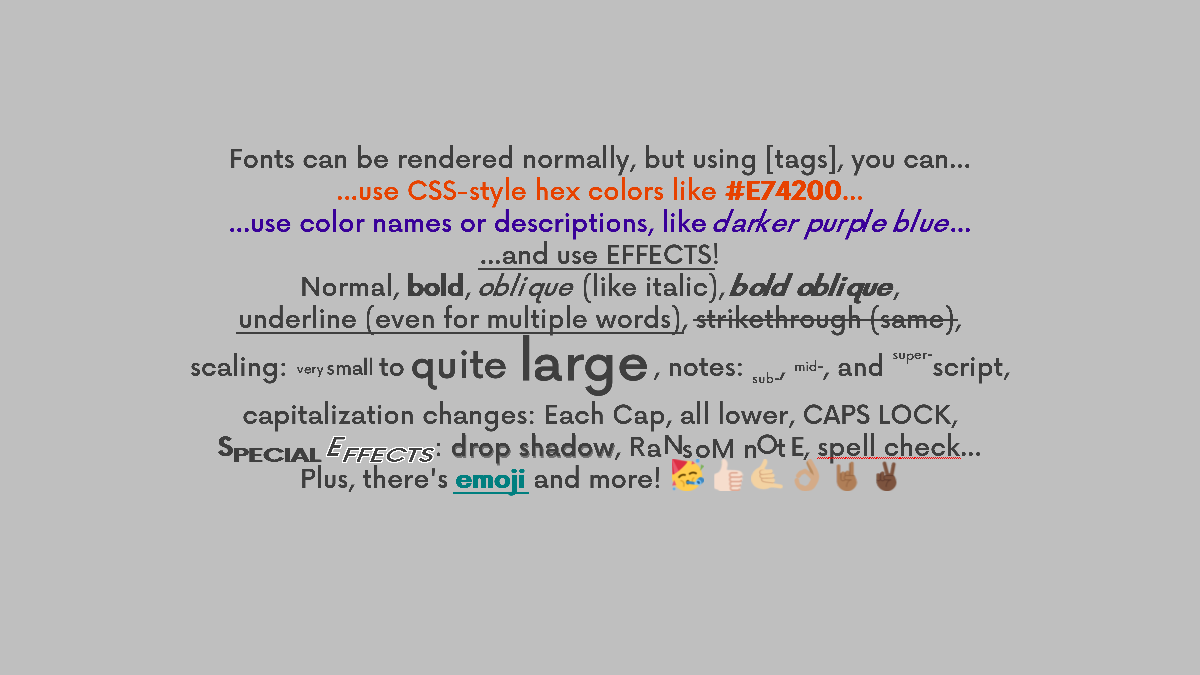 Fonts can be rendered normally, but using [tags], you can...
...use CSS-style hex colors like #E74200...
...use color names or descriptions, like darker purple blue...
...and use EFFECTS!
Normal, bold, oblique (like italic), bold oblique,
underline (even for multiple words), strikethrough (same),
scaling: very small to quite large, notes: sub-, mid-, and super-script,
capitalization changes: Each Cap, all lower, CAPS LOCK,
SPECIAL EFFECTS: drop shadow, RaNsoM nOtE, spell check...
Plus, there's emoji and more! 🥳👍🏻🤙🏼👌🏽🤘🏾✌🏿